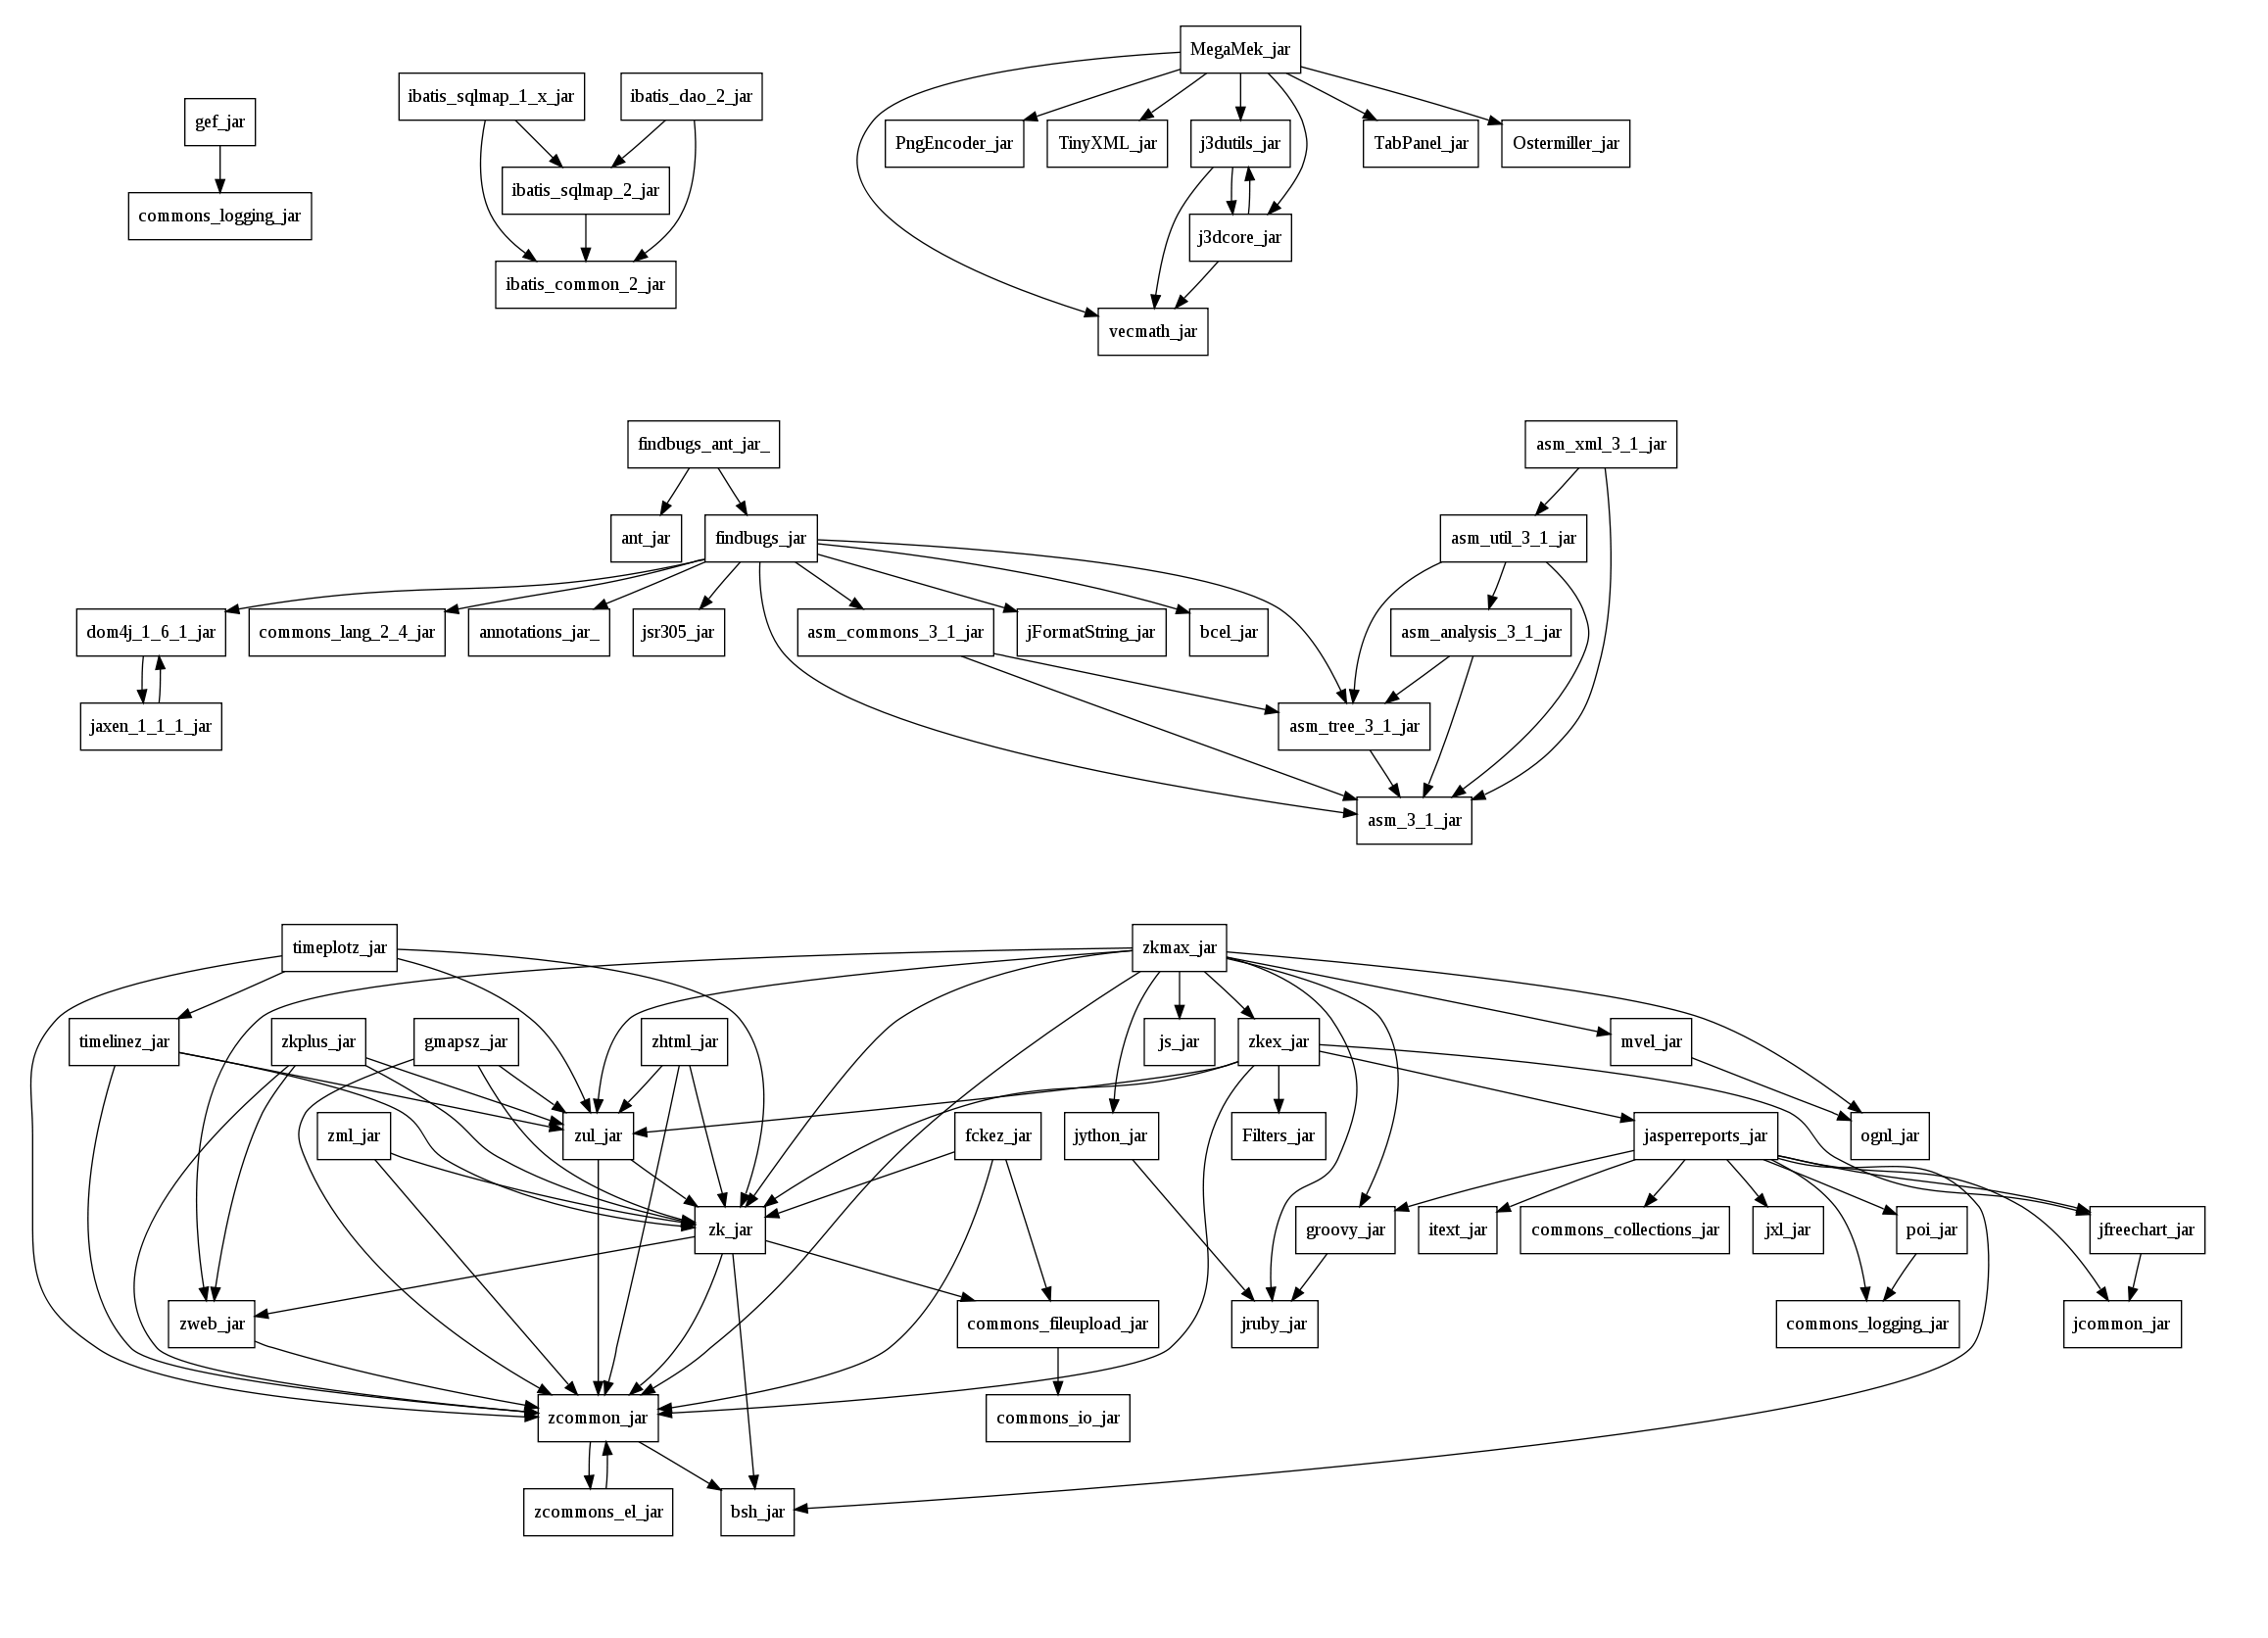 MegaMek_jar
ibatis_sqlmap_1_x_jar
ibatis_dao_2_jar
gef_jar
PngEncoder_jar
TinyXML_jar
j3dutils_jar
TabPanel_jar
Ostermiller_jar
ibatis_sqlmap_2_jar
commons_logging_jar
j3dcore_jar
ibatis_common_2_jar
vecmath_jar
findbugs_ant_jar_
asm_xml_3_1_jar
ant_jar
findbugs_jar
asm_util_3_1_jar
dom4j_1_6_1_jar
commons_lang_2_4_jar
annotations_jar_
jsr305_jar
asm_commons_3_1_jar
jFormatString_jar
bcel_jar
asm_analysis_3_1_jar
jaxen_1_1_1_jar
asm_tree_3_1_jar
asm_3_1_jar
timeplotz_jar
zkmax_jar
timelinez_jar
zkplus_jar
gmapsz_jar
zhtml_jar
js_jar
zkex_jar
mvel_jar
zml_jar
zul_jar
fckez_jar
jython_jar
Filters_jar
jasperreports_jar
ognl_jar
zk_jar
groovy_jar
itext_jar
commons_collections_jar
jxl_jar
poi_jar
jfreechart_jar
zweb_jar
commons_fileupload_jar
jruby_jar
commons_logging_jar
jcommon_jar
zcommon_jar
commons_io_jar
zcommons_el_jar
bsh_jar